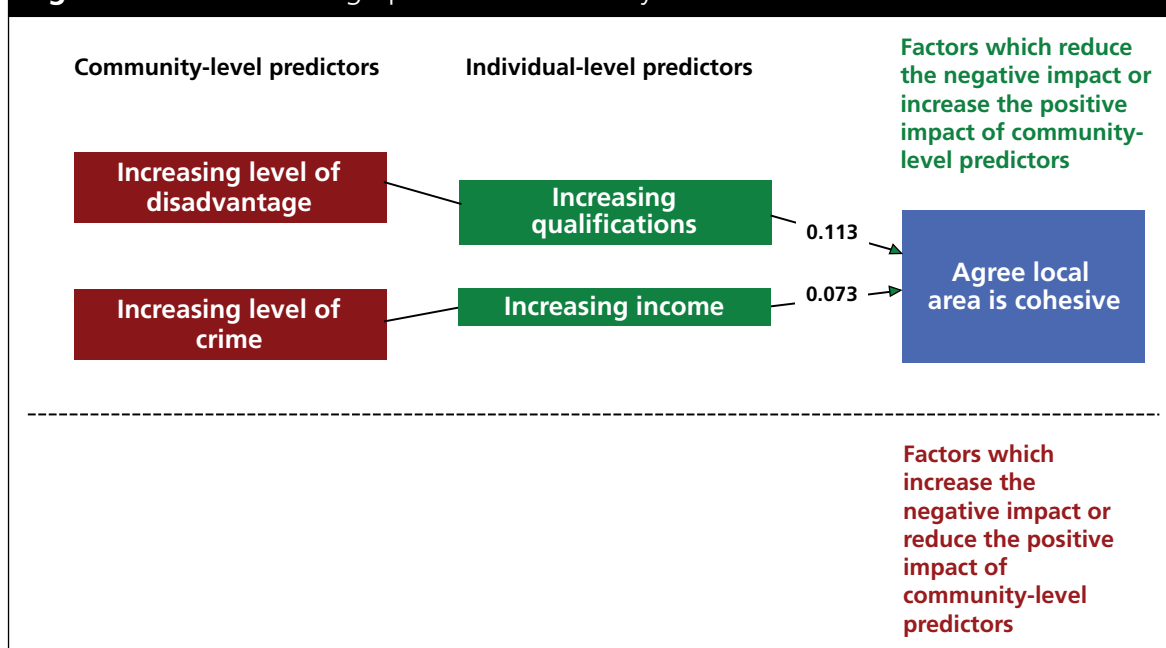 Community-level predictors
Individual-level predictors
Factors which reduce
the negative impact or
increase the positive
impact of community-
level predictors
Increasing level of
disadvantage
Increasing
qualifications
0.113
Agree local
area is cohesive
Increasing level of
crime
Increasing income
0.073
Factors which
increase the
negative impact or
reduce the positive
impact of
community-level
predictors